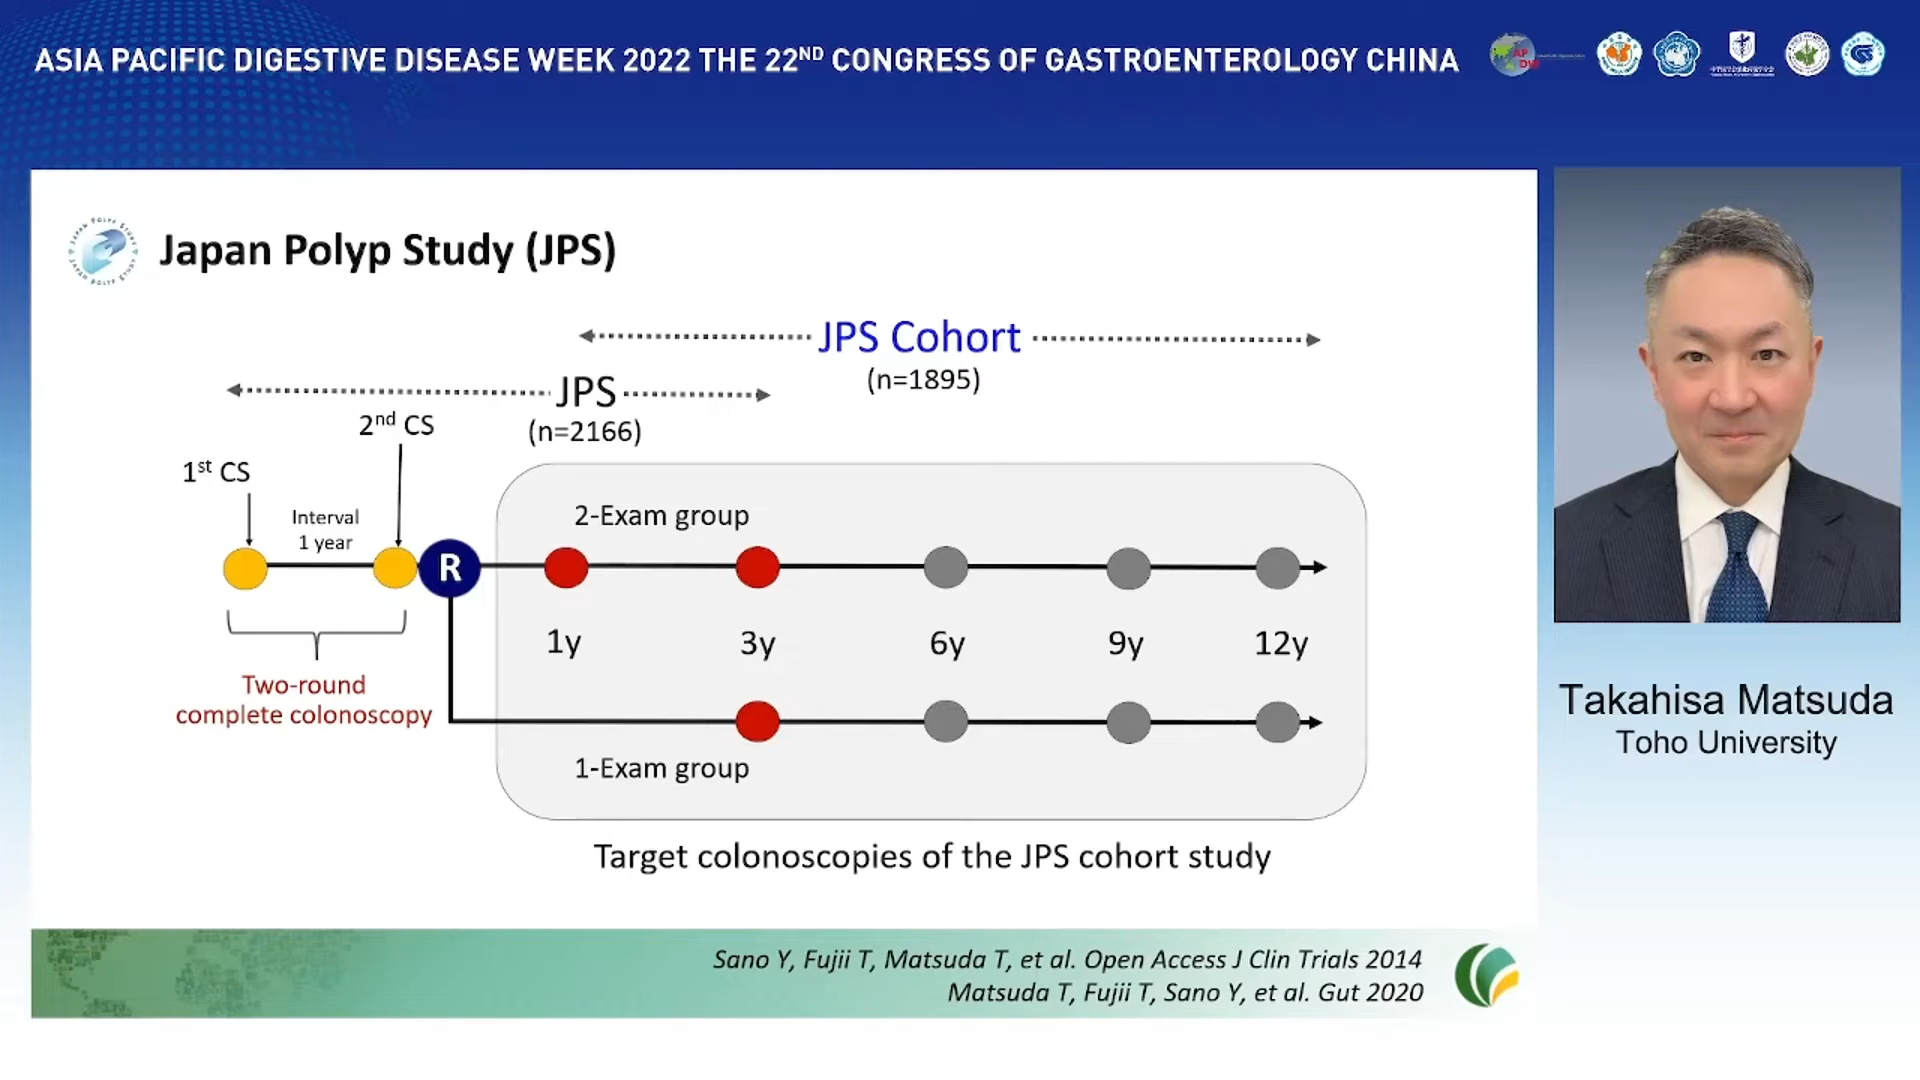 ASIA PACIFIC DIGESTIVE DISEASE WEEK 2022 THE 22ND CONGRESS OF GASTROENTEROLOGY CHINA
Japan Polyp Study (JPS)
JPS Cohort
(n=1895)
JPS
(n=2166)
2nd CS
1st CS
Interval
1 year
2-Exam group
R
1y 3y 6y 9y 12y
Two-round
complete colonoscopy
1-Exam group
Target colonoscopies of the JPS cohort study
Sano Y, Fujii T, Matsuda T, et al. Open Access J Clin Trials 2014
Matsuda T, Fujii T, Sano Y, et al. Gut 2020
Takahisa Matsuda
Toho University